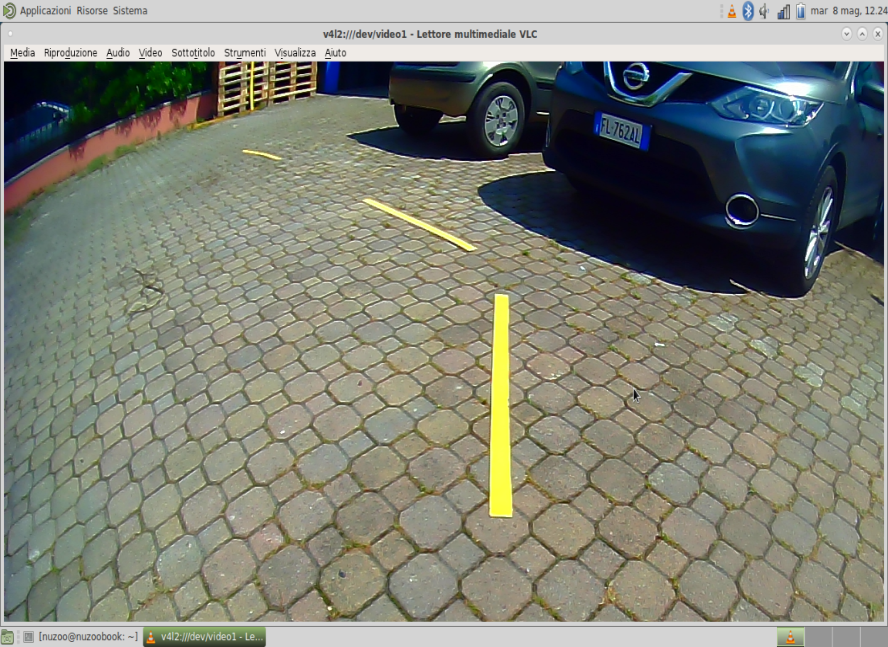 Applicazioni Risorse Sistema
mar 8 mag, 12.24
v4l2:///dev/video1 - Lettore multimediale VLC
Media Riproduzione Audio Video Sottotitolo Strumenti Visualizza Aiuto
FL 762AL
[nuzoo@nuzoobook: ~]
v4l2:///dev/video1 - Le...